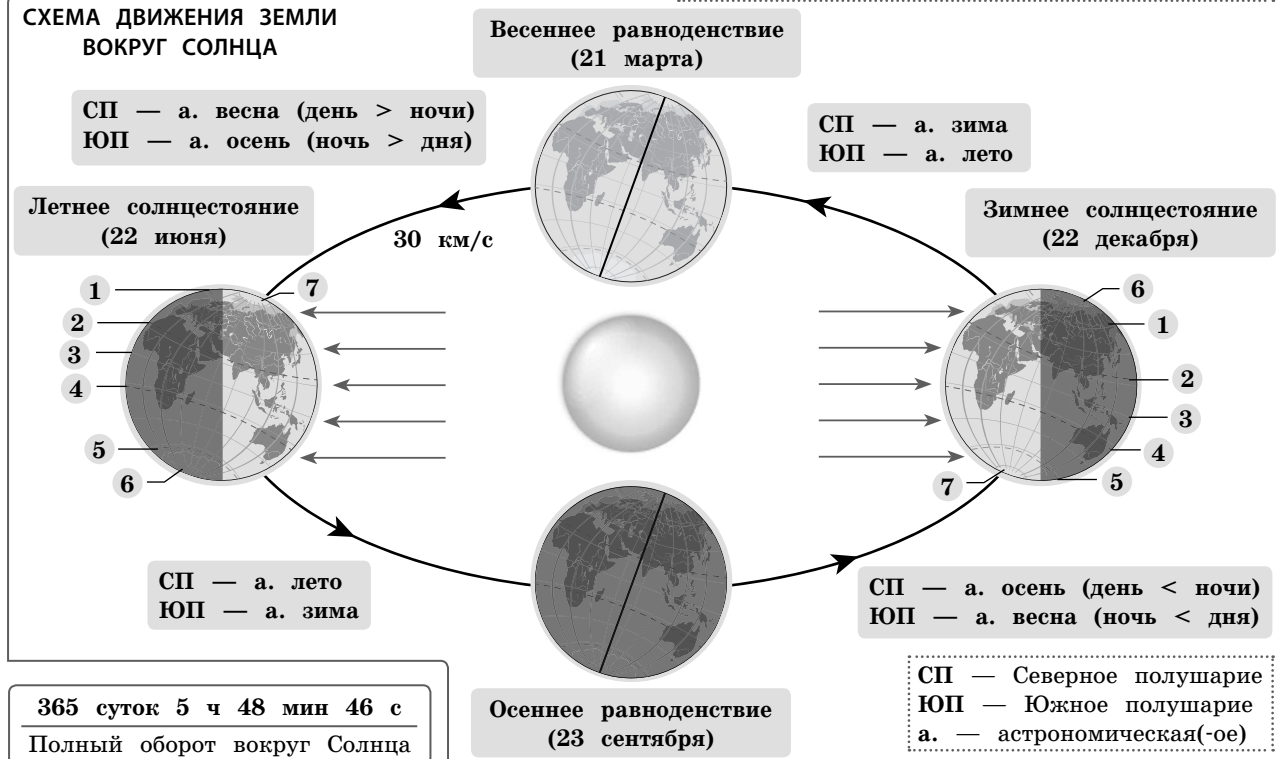 СХЕМА ДВИЖЕНИЯ ЗЕМЛИ
ВОКРУГ СОЛНЦА
Весеннее равноденствие
(21 марта)
СП — а. весна (день > ночи)
ЮП — а. осень (ночь > дня)
СП — а. зима
ЮП — а. лето
Летнее солнцестояние
(22 июня)
30 км/с
Зимнее солнцестояние
(22 декабря)
1
7
2
3
4
5
6
6
1
2
3
4
7
5
СП — а. лето
ЮП — а. зима
СП — а. осень (день < ночи)
ЮП — а. весна (ночь < дня)
365 суток 5 ч 48 мин 46 с
Полный оборот вокруг Солнца
Осеннее равноденствие
(23 сентября)
СП — Северное полушарие
ЮП — Южное полушарие
а. — астрономическая(-ое)